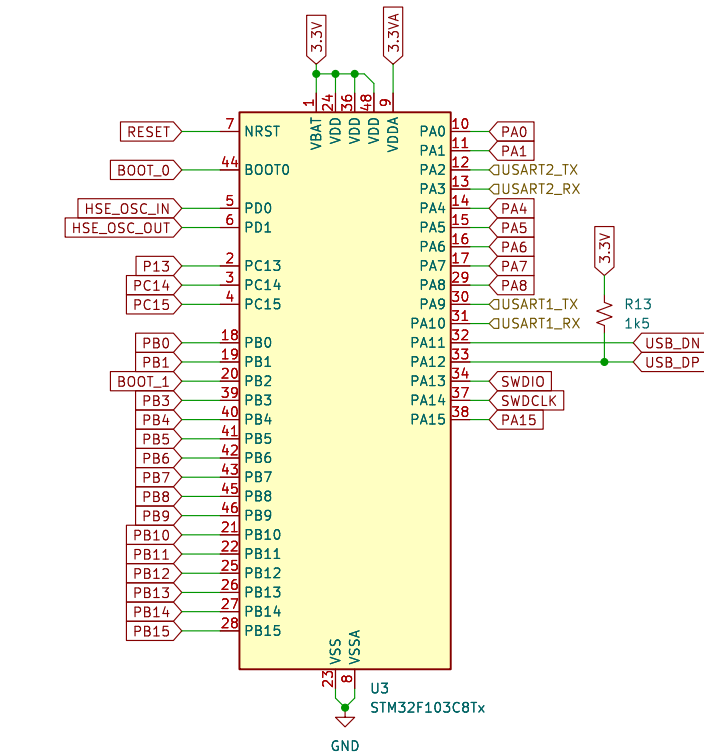 3.3V
3.3VA
1
24
36
48
9
VBAT
VDD
VDD
VDD
VDDA
RESET 7 NRST
BOOT_0 44 BOOT0
HSE_OSC_IN 5 PD0
HSE_OSC_OUT 6 PD1
P13 2 PC13
PC14 3 PC14
PC15 4 PC15
PB0 18 PB0
PB1 19 PB1
BOOT_1 20 PB2
PB3 39 PB3
PB4 40 PB4
PB5 41 PB5
PB6 42 PB6
PB7 43 PB7
PB8 45 PB8
PB9 46 PB9
PB10 21 PB10
PB11 22 PB11
PB12 25 PB12
PB13 26 PB13
PB14 27 PB14
PB15 28 PB15
PA0 10 PA0
PA1 11 PA1
PA2 12 USART2_TX
PA3 13 USART2_RX
PA4 14 PA4
PA5 15 PA5
PA6 16 PA6
PA7 17 PA7
PA8 29 PA8
PA9 30 USART1_TX
PA10 31 USART1_RX
PA11 32 USB_DN
PA12 33 USB_DP
PA13 34 SWDIO
PA14 37 SWDCLK
PA15 38 PA15
3.3V
R13
1k5
VSS
VSSA
23
8
U3
STM32F103C8Tx
GND